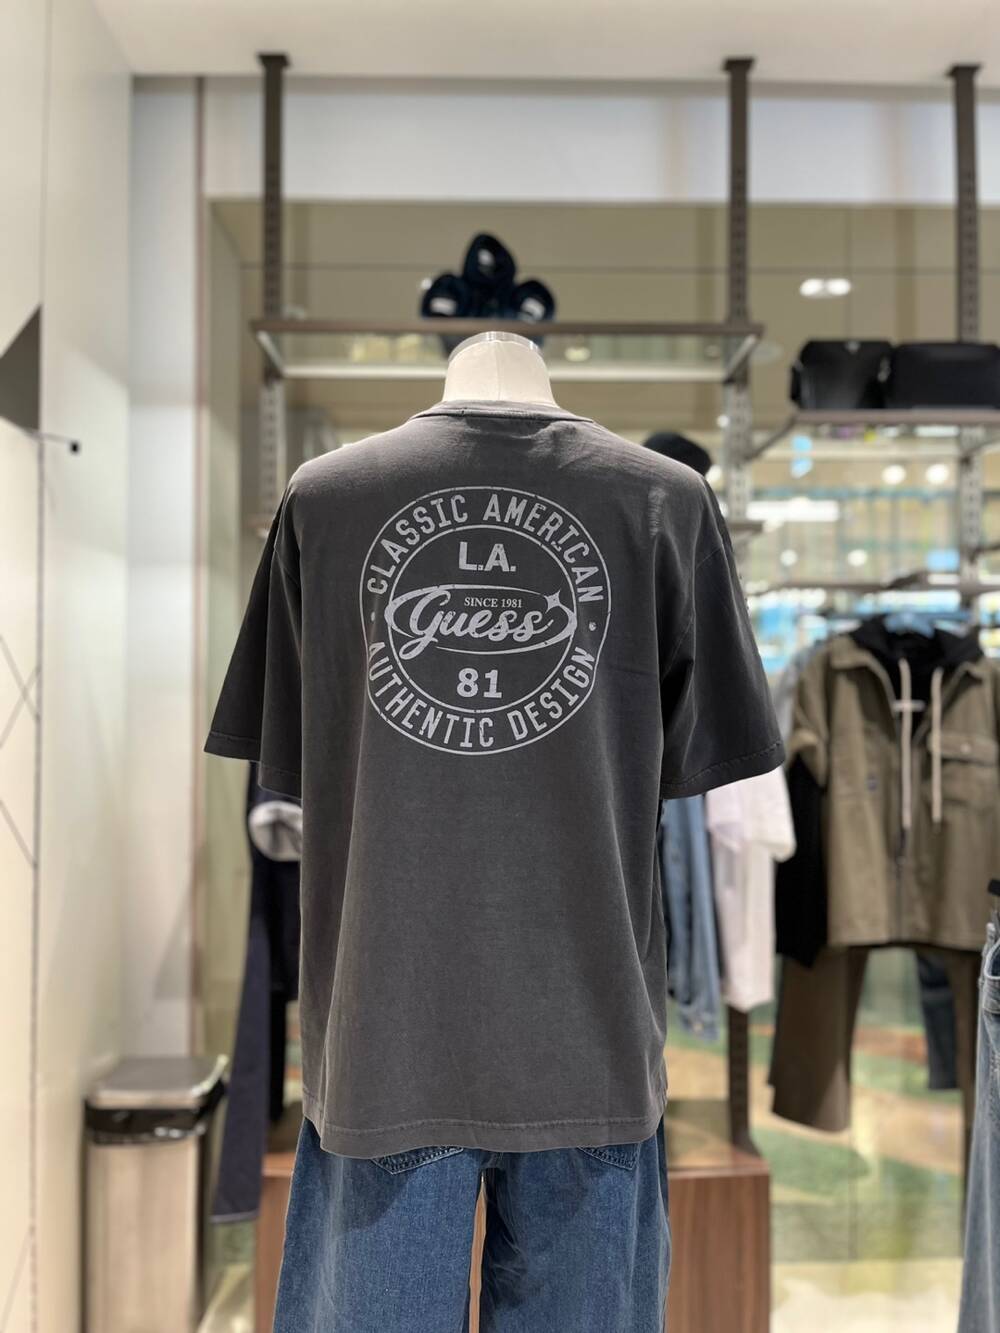 CLASSIC AMERICAN
L.A.
SINCE 1981
Guess
81
AUTHENTIC DESIGN